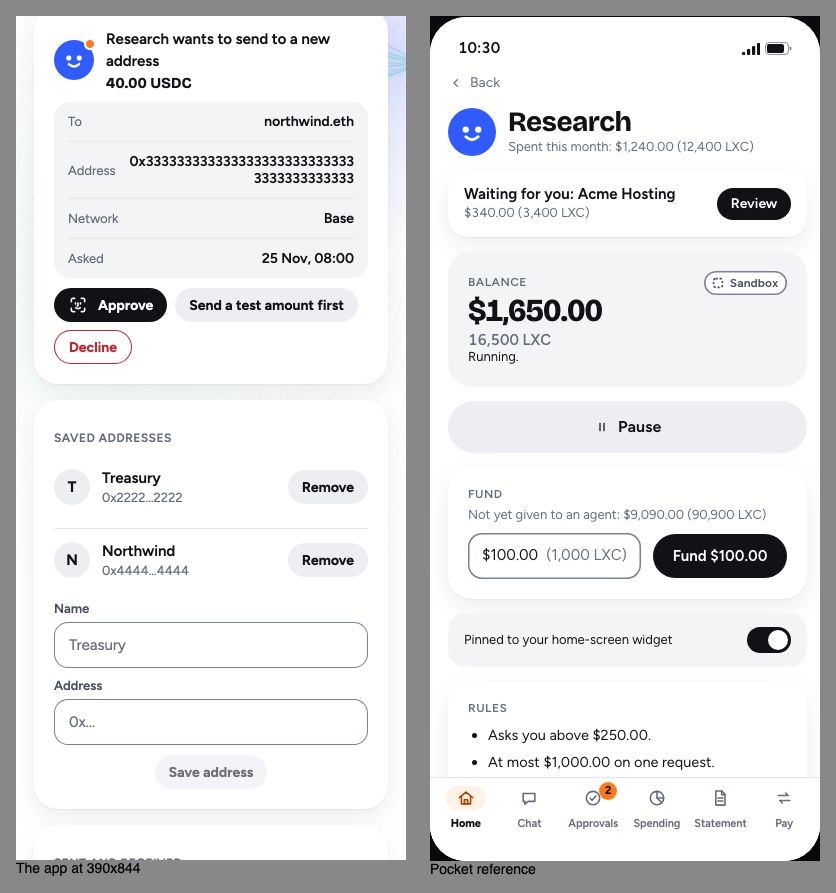 Research wants to send to a new
address
40.00 USDC
To
northwind.eth
Address
0x333333333333333333333333333
3333333333333
Network
Base
Asked
25 Nov, 08:00
Approve
Send a test amount first
Decline
SAVED ADDRESSES
T
Treasury
0x2222…2222
Remove
N
Northwind
0x4444…4444
Remove
Name
Treasury
Address
0x…
Save address
SENT AND RECEIVED
The app at 390x844
10:30
Back
Research
Spent this month: $1,240.00 (12,400 LXC)
Waiting for you: Acme Hosting
$340.00 (3,400 LXC)
Review
BALANCE
Sandbox
$1,650.00
16,500 LXC
Running.
Pause
FUND
Not yet given to an agent: $9,090.00 (90,900 LXC)
$100.00 (1,000 LXC)
Fund $100.00
Pinned to your home-screen widget
RULES
Asks you above $250.00.
At most $1,000.00 on one request.
2
Home
Chat
Approvals
Spending
Statement
Pay
Pocket reference